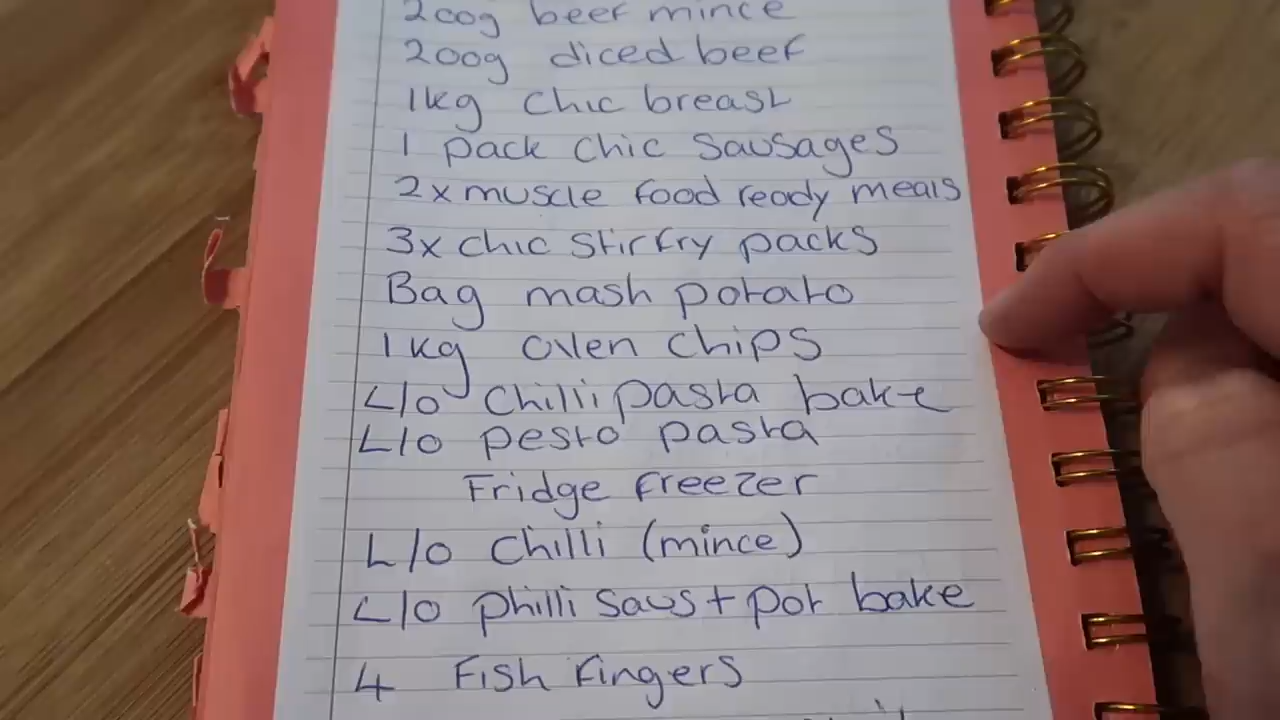 200g beef mince
200g diced beef
1kg chic breast
1 pack chic sausages
2x muscle food ready meals
3x chic stirfry packs
Bag mash potato
1kg oven chips
L/o chilli pasta bake
L/o pesto pasta
Fridge freezer
L/o chilli (mince)
L/o philli saus + pot bake
4 Fish Fingers